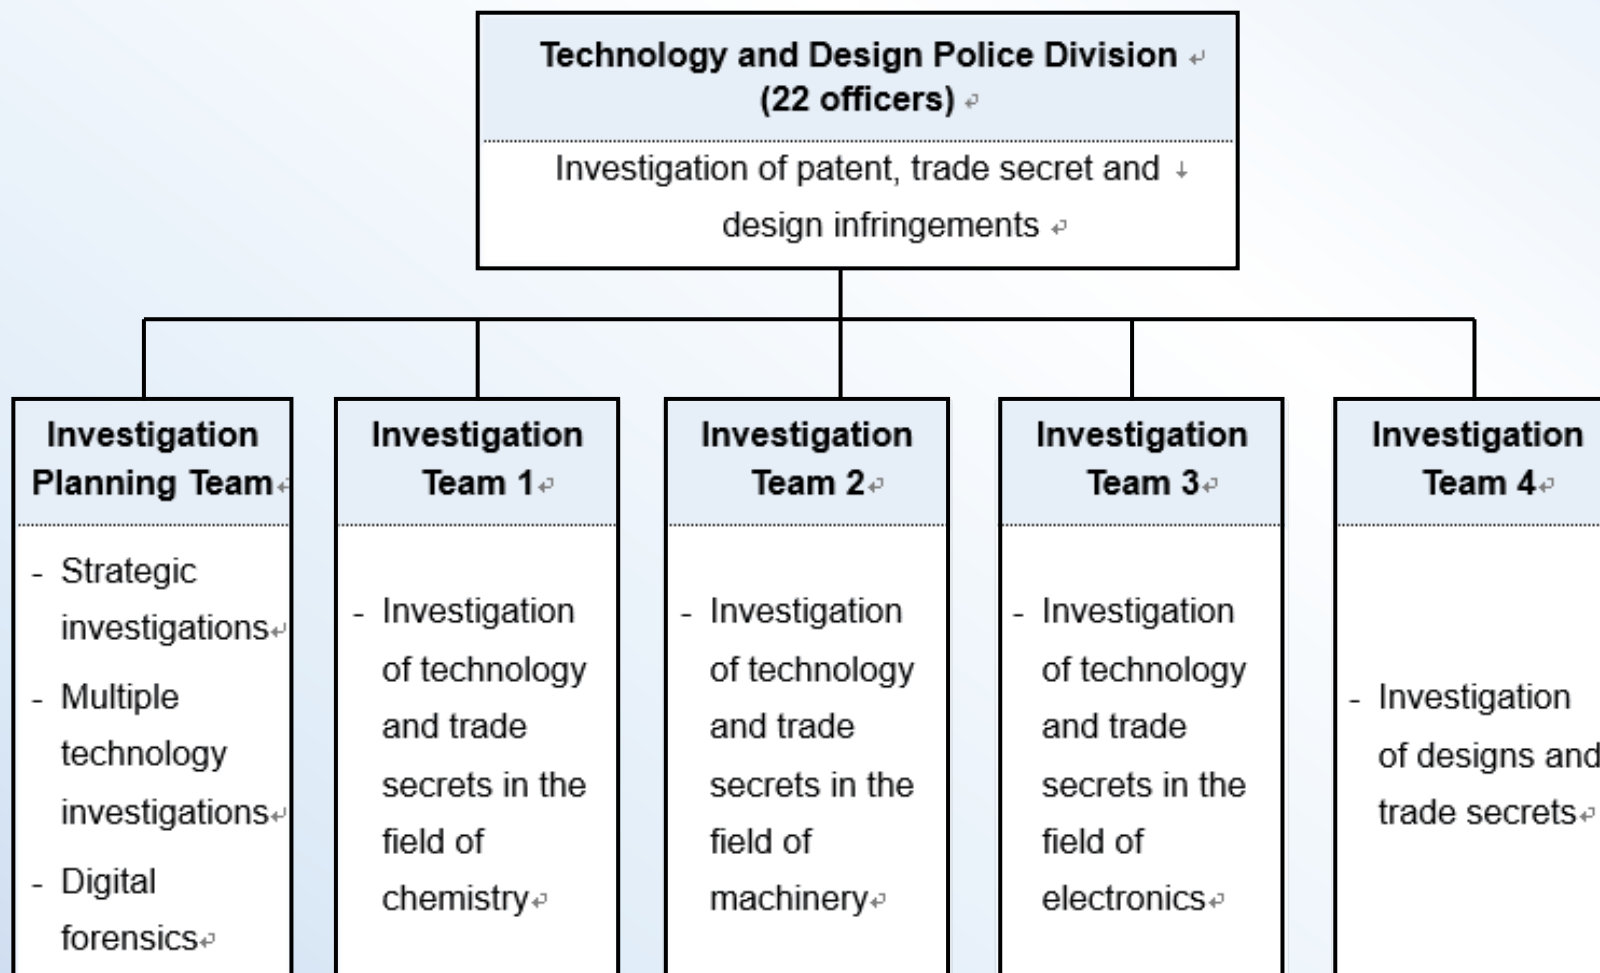 Technology and Design Police Division
(22 officers)
Investigation of patent, trade secret and
design infringements
Investigation
Planning Team
- Strategic
investigations
- Multiple
technology
investigations
- Digital
forensics
Investigation
Team 1
- Investigation
of technology
and trade
secrets in the
field of
chemistry
Investigation
Team 2
- Investigation
of technology
and trade
secrets in the
field of
machinery
Investigation
Team 3
- Investigation
of technology
and trade
secrets in the
field of
electronics
Investigation
Team 4
- Investigation
of designs and
trade secrets